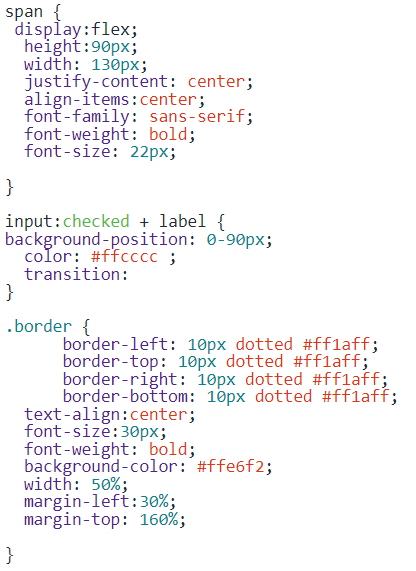 span {
display:flex;
height:90px;
width: 130px;
justify-content: center;
align-items:center;
font-family: sans-serif;
font-weight: bold;
font-size: 22px;
}
input:checked + label {
background-position: 0-90px;
color: #ffcccc ;
transition:
}
.border {
border-left: 10px dotted #ff1aff;
border-top: 10px dotted #ff1aff;
border-right: 10px dotted #ff1aff;
border-bottom: 10px dotted #ff1aff;
text-align:center;
font-size:30px;
font-weight: bold;
background-color: #ffe6f2;
width: 50%;
margin-left:30%;
margin-top: 160%;
}